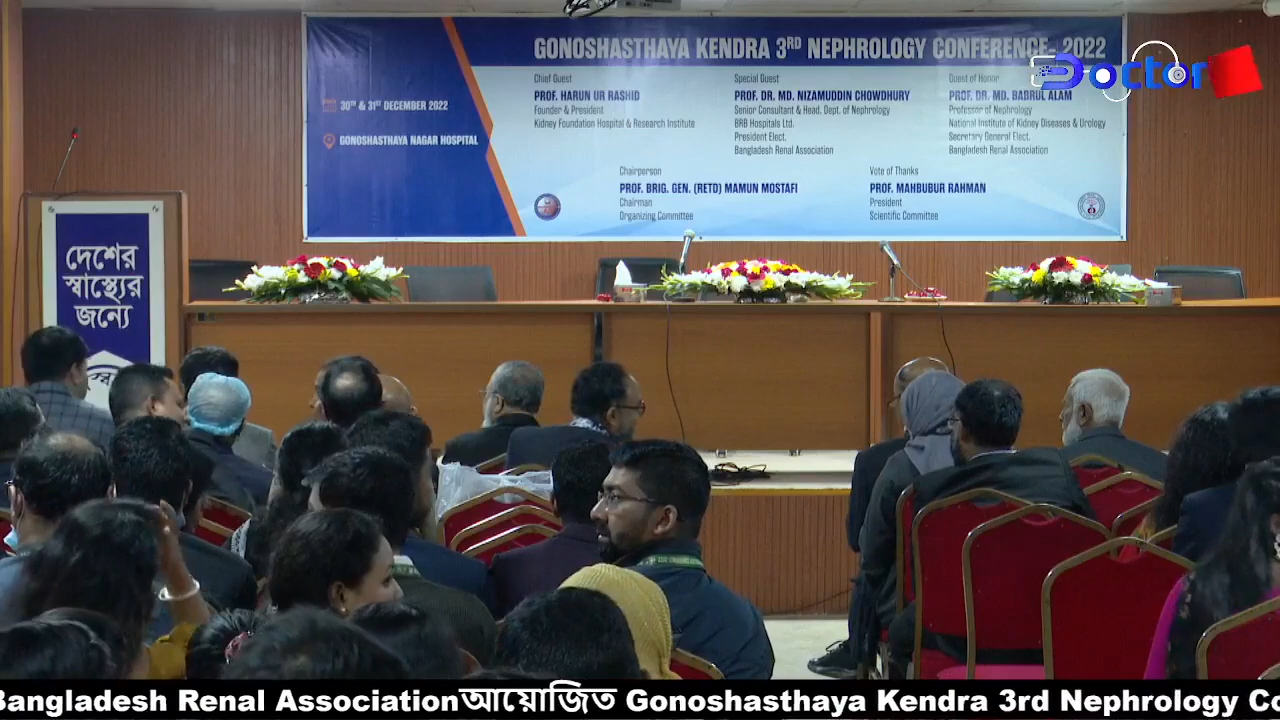 GONOSHASTHAYA KENDRA 3RD NEPHROLOGY CONFERENCE- 2022
Doctor
30TH & 31ST DECEMBER 2022
GONOSHASTHAYA NAGAR HOSPITAL
Chief Guest
PROF. HARUN UR RASHID
Founder & President
Kidney Foundation Hospital & Research Institute
Special Guest
PROF. DR. MD. NIZAMUDDIN CHOWDHURY
Senior Consultant & Head, Dept. of Nephrology
BRB Hospitals Ltd.
President Elect.
Bangladesh Renal Association
Guest of Honor
PROF. DR. MD. BABRUL ALAM
Professor of Nephrology
National Institute of Kidney Diseases & Urology
Secretary General Elect.
Bangladesh Renal Association
Chairperson
PROF. BRIG. GEN. (RETD) MAMUN MOSTAFI
Chairman
Organizing Committee
Vote of Thanks
PROF. MAHBUBUR RAHMAN
President
Scientific Committee
দেশের
স্বাস্থ্যের
জন্যে
Bangladesh Renal Associationআয়োজিত Gonoshasthaya Kendra 3rd Nephrology Co